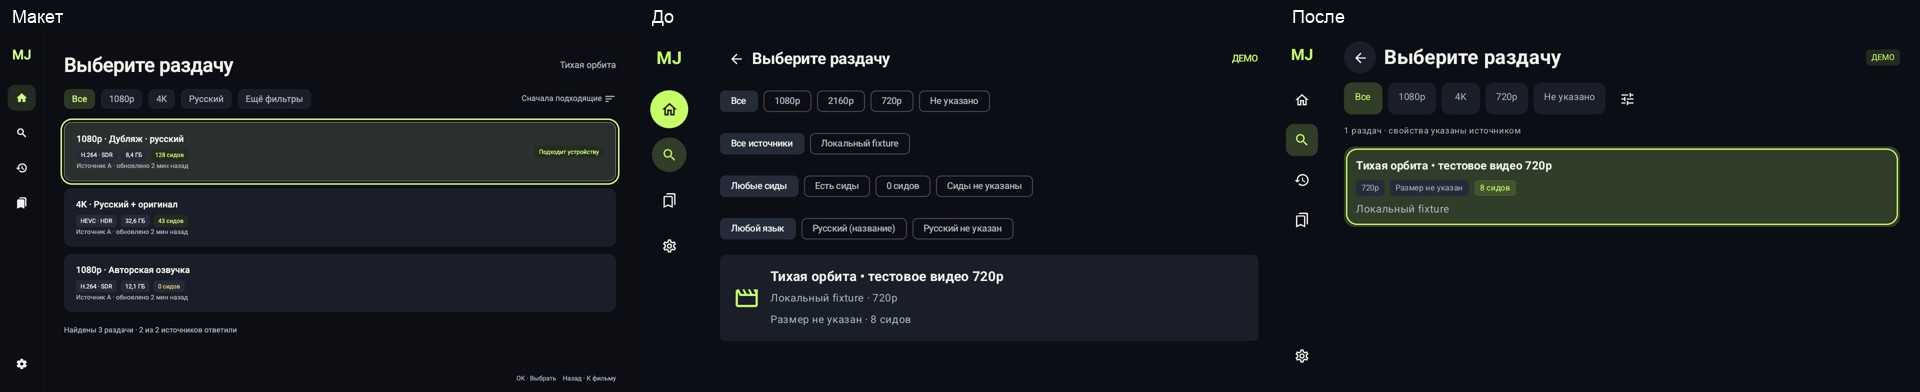 Макет
MJ
Выберите раздачу
Тихая орбита
Все 1080p 4K Русский Ещё фильтры
Сначала подходящие
1080p · Дубляж · русский
H.264 · SDR 8,4 ГБ 128 сидов
Источник А · обновлено 2 мин назад
Подходит устройству
4K · Русский + оригинал
HEVC · HDR 32,6 ГБ 43 сидов
Источник А · обновлено 2 мин назад
1080p · Авторская озвучка
H.264 · SDR 12,1 ГБ 0 сидов
Источник А · обновлено 2 мин назад
Найдены 3 раздачи · 2 из 2 источников ответили
OK · Выбрать Назад · К фильму
До
MJ
Выберите раздачу
ДЕМО
Все 1080p 2160p 720p Не указано
Все источники Локальный fixture
Любые сиды Есть сиды 0 сидов Сиды не указаны
Любой язык Русский (название) Русский не указан
Тихая орбита • тестовое видео 720p
Локальный fixture · 720p
Размер не указан · 8 сидов
После
MJ
Выберите раздачу
ДЕМО
Все 1080p 4K 720p Не указано
1 раздач · свойства указаны источником
Тихая орбита • тестовое видео 720p
720p Размер не указан 8 сидов
Локальный fixture